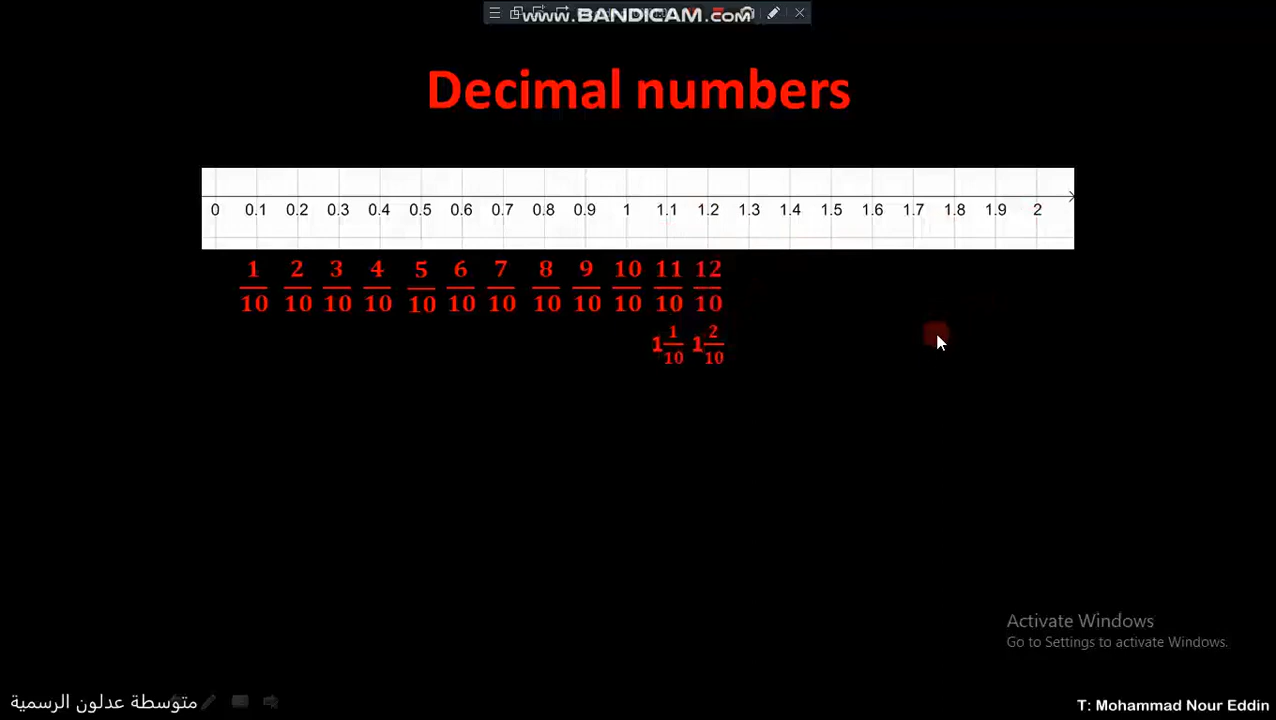 www.BANDICAM.com
Decimal numbers
0 0.1 0.2 0.3 0.4 0.5 0.6 0.7 0.8 0.9 1 1.1 1.2 1.3 1.4 1.5 1.6 1.7 1.8 1.9 2
1/10 2/10 3/10 4/10 5/10 6/10 7/10 8/10 9/10 10/10 11/10 12/10
1 1/10 1 2/10
Activate Windows
Go to Settings to activate Windows.
متوسطة عدلون الرسمية
T: Mohammad Nour Eddin